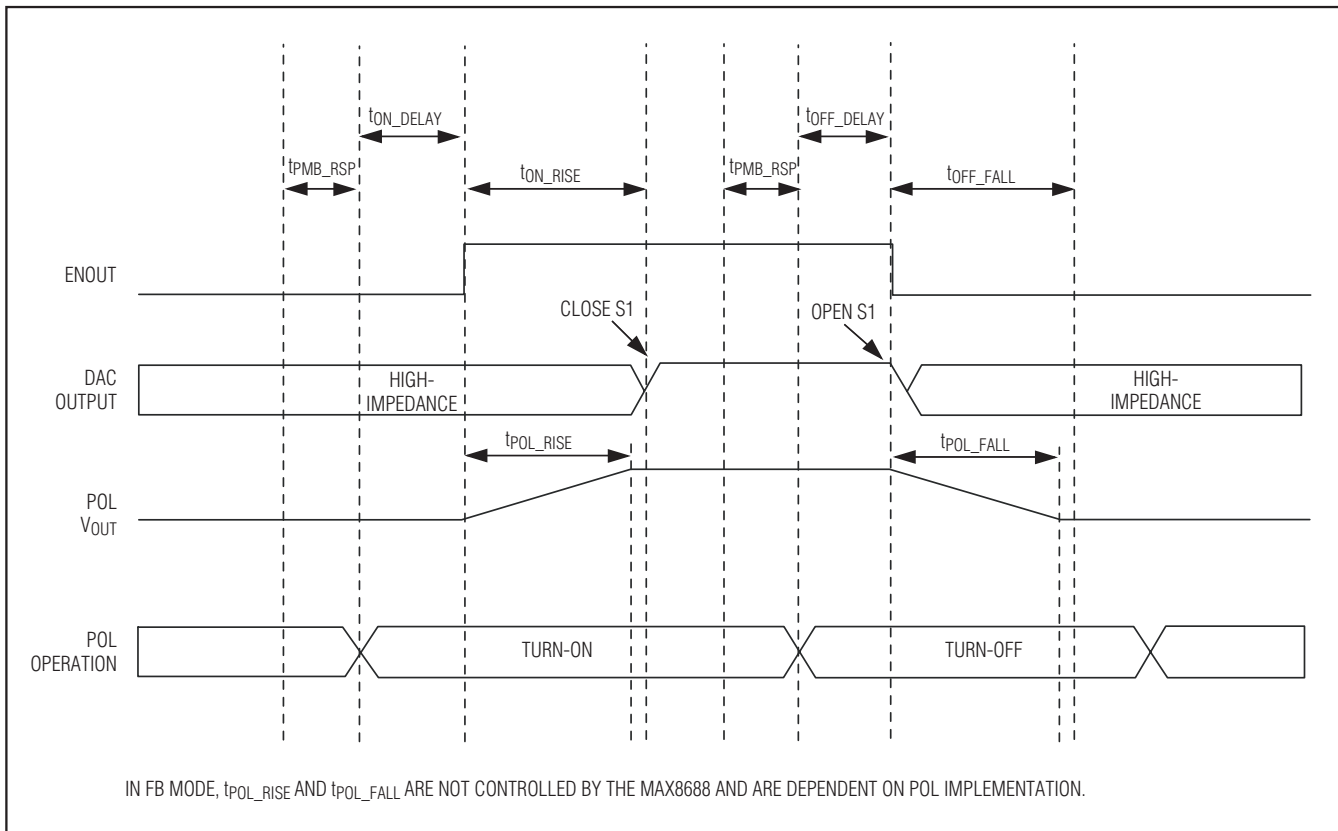 tON_DELAY
tOFF_DELAY
tPMB_RSP
tON_RISE
tPMB_RSP
tOFF_FALL
ENOUT
CLOSE S1
OPEN S1
DAC
OUTPUT
HIGH-
IMPEDANCE
HIGH-
IMPEDANCE
tPOL_RISE
tPOL_FALL
POL
VOUT
POL
OPERATION
TURN-ON
TURN-OFF
IN FB MODE, tPOL_RISE AND tPOL_FALL ARE NOT CONTROLLED BY THE MAX8688 AND ARE DEPENDENT ON POL IMPLEMENTATION.